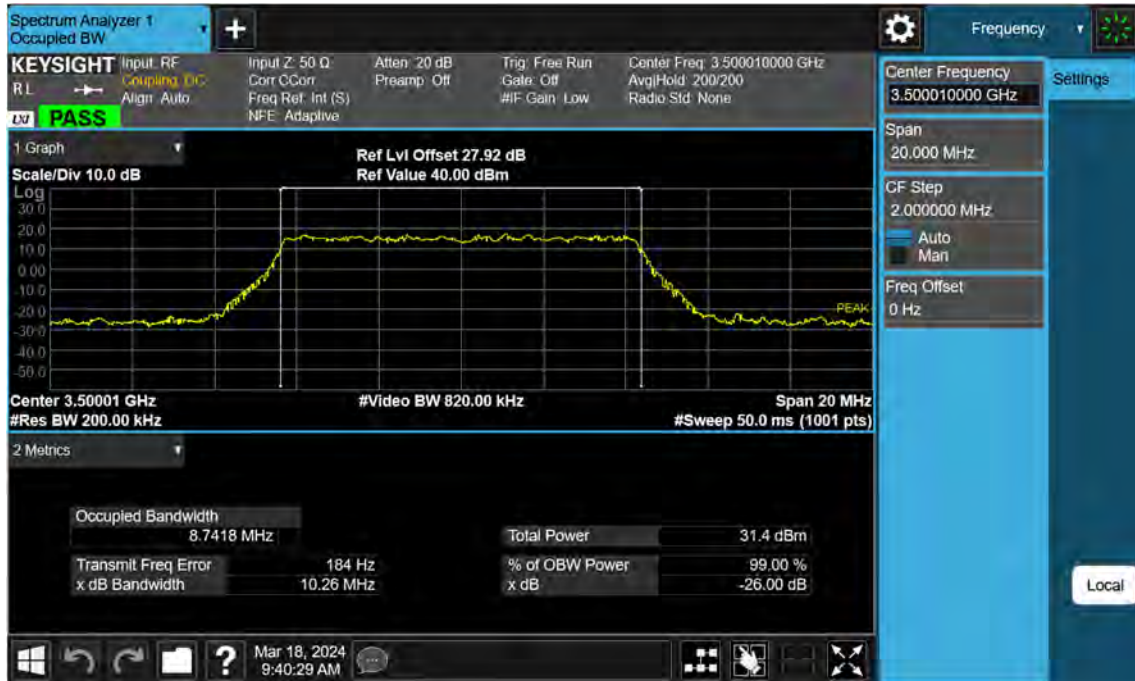 Spectrum Analyzer 1
Occupied BW
+
Frequency
KEYSIGHT
RL
LXI PASS
Input: RF
Coupling: DC
Align: Auto
Input Z: 50 Ω
Corr CCorr
Freq Ref: Int (S)
NFE: Adaptive
Atten: 20 dB
Preamp: Off
Trig: Free Run
Gate: Off
#IF Gain: Low
Center Freq: 3.500010000 GHz
Avg|Hold: 200/200
Radio Std: None
Center Frequency
3.500010000 GHz
Settings
Span
20.000 MHz
CF Step
2.000000 MHz
Auto
Man
Freq Offset
0 Hz
Local
1 Graph
Scale/Div 10.0 dB
Ref Lvl Offset 27.92 dB
Ref Value 40.00 dBm
Log
30.0
20.0
10.0
0.00
-10.0
-20.0
-30.0
-40.0
-50.0
PEAK
Center 3.50001 GHz
#Video BW 820.00 kHz
Span 20 MHz
#Res BW 200.00 kHz
#Sweep 50.0 ms (1001 pts)
2 Metrics
Occupied Bandwidth
8.7418 MHz
Total Power 31.4 dBm
Transmit Freq Error 184 Hz
% of OBW Power 99.00 %
x dB Bandwidth 10.26 MHz
x dB -26.00 dB
?
Mar 18, 2024
9:40:29 AM